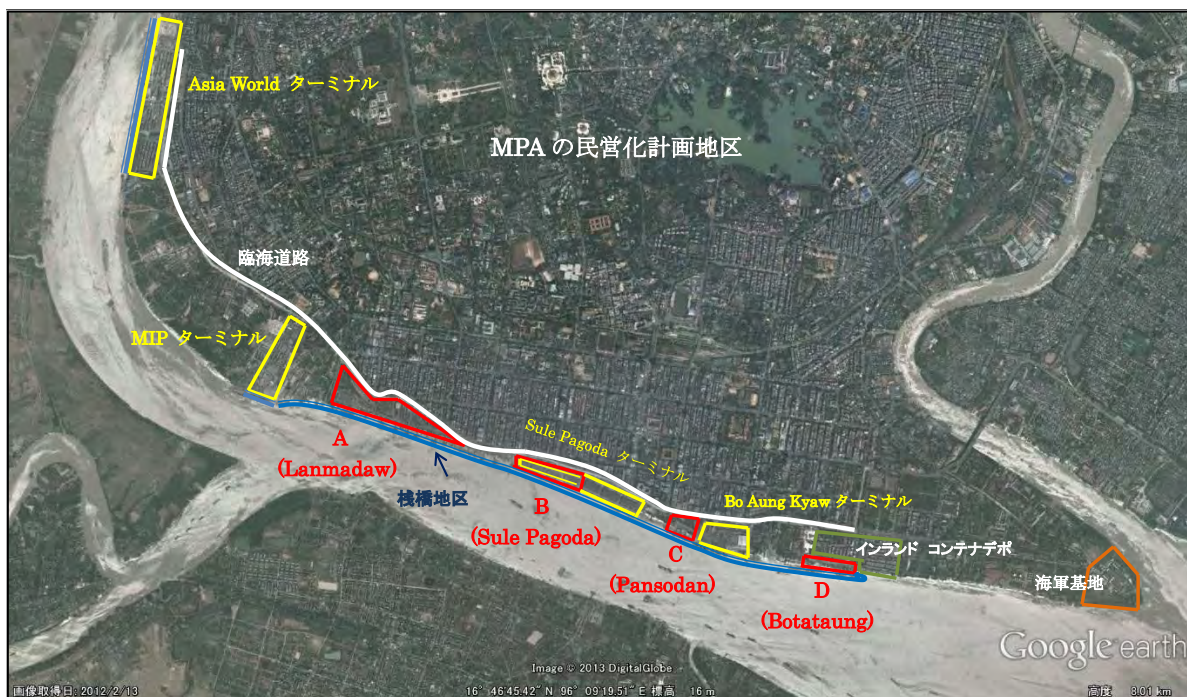 Asia World ターミナル
MPA の民営化計画地区
臨海道路
MIP ターミナル
Sule Pagoda ターミナル
A
(Lanmadaw)
桟橋地区
B
(Sule Pagoda)
Bo Aung Kyaw ターミナル
C
(Pansodan)
インランド コンテナデポ
D
(Botataung)
海軍基地
Google earth
Image © 2013 DigitalGlobe
画像取得日: 2012/2/13
16° 46'45.42" N 96° 09'19.51" E 標高 16 m
高度 8.01 km